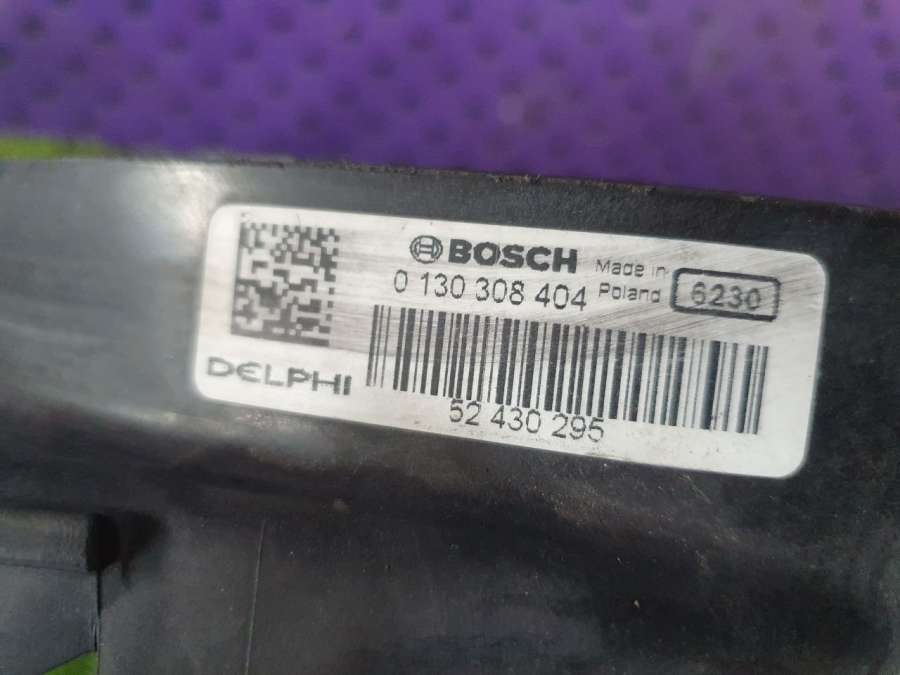 BOSCH Made in
0 130 308 404 Poland 6230
DELPHI
52 430 295